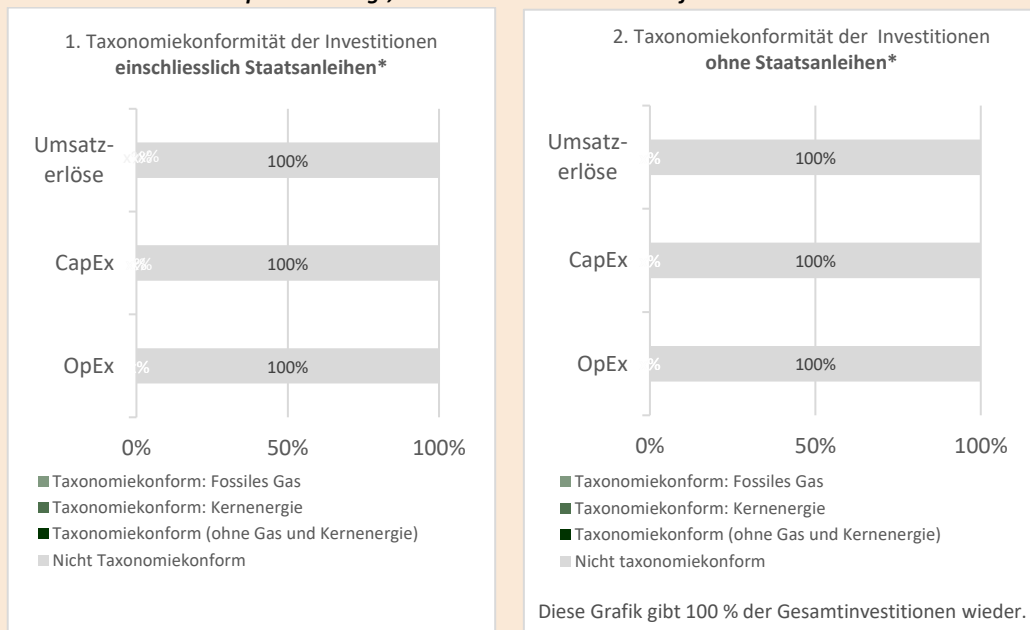 1. Taxonomiekonformität der Investitionen
einschliesslich Staatsanleihen*
Umsatz-
erlöse
100%
CapEx
100%
OpEx
100%
0% 50% 100%
Taxonomiekonform: Fossiles Gas
Taxonomiekonform: Kernenergie
Taxonomiekonform (ohne Gas und Kernenergie)
Nicht Taxonomiekonform
2. Taxonomiekonformität der Investitionen
ohne Staatsanleihen*
Umsatz-
erlöse
100%
CapEx
100%
OpEx
100%
0% 50% 100%
Taxonomiekonform: Fossiles Gas
Taxonomiekonform: Kernenergie
Taxonomiekonform (ohne Gas und Kernenergie)
Nicht taxonomiekonform
Diese Grafik gibt 100 % der Gesamtinvestitionen wieder.